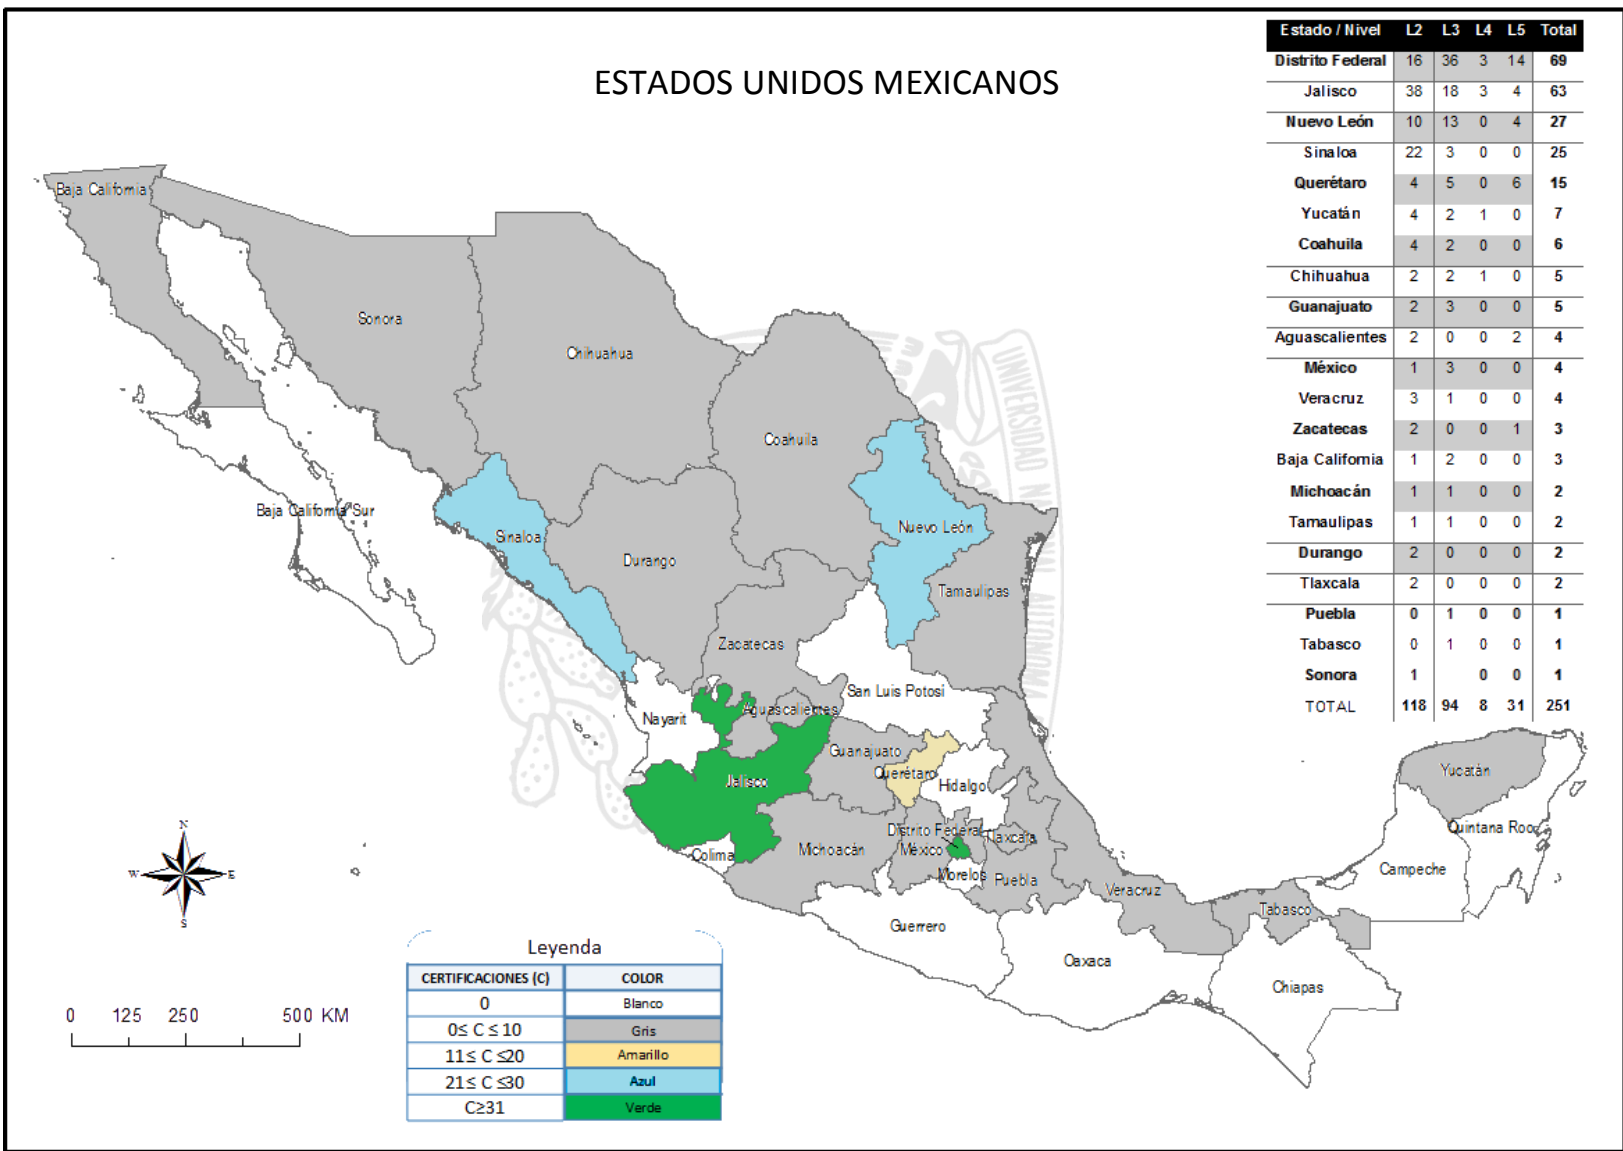 ESTADOS UNIDOS MEXICANOS
Estado / Nivel L2 L3 L4 L5 Total
Distrito Federal 16 36 3 14 69
Jalisco 38 18 3 4 63
Nuevo León 10 13 0 4 27
Sinaloa 22 3 0 0 25
Querétaro 4 5 0 6 15
Yucatán 4 2 1 0 7
Coahuila 4 2 0 0 6
Chihuahua 2 2 1 0 5
Guanajuato 2 3 0 0 5
Aguascalientes 2 0 0 2 4
México 1 3 0 0 4
Veracruz 3 1 0 0 4
Zacatecas 2 0 0 1 3
Baja California 1 2 0 0 3
Michoacán 1 1 0 0 2
Tamaulipas 1 1 0 0 2
Durango 2 0 0 0 2
Tlaxcala 2 0 0 0 2
Puebla 0 1 0 0 1
Tabasco 0 1 0 0 1
Sonora 1 0 0 1
TOTAL 118 94 8 31 251
Baja California
Sonora
Chihuahua
Coahuila
Baja California Sur
Sinaloa
Nuevo León
Durango
Tamaulipas
Zacatecas
San Luis Potosí
Nayarit
Aguascalientes
Guanajuato
Querétaro
Jalisco
Hidalgo
Yucatán
Quintana Roo
Distrito Federal
Tlaxcala
Michoacán
México
Colima
Morelos
Puebla
Campeche
Veracruz
Tabasco
Guerrero
Oaxaca
Chiapas
UNIVERSIDAD
AUTONOMA
N
W
E
S
0 125 250 500 KM
Leyenda
CERTIFICACIONES (C) COLOR
0 Blanco
0≤ C ≤ 10 Gris
11≤ C ≤20 Amarillo
21≤ C ≤30 Azul
C≥31 Verde